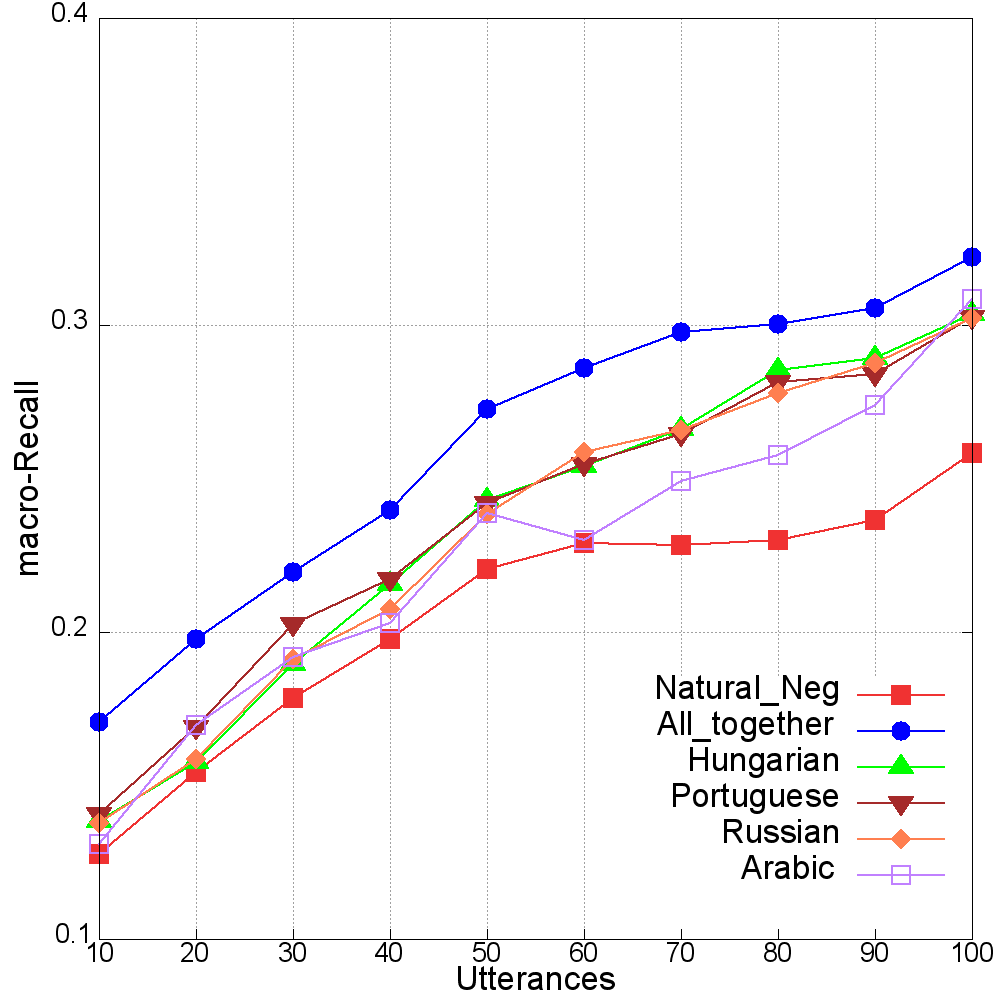 0.4
0.3
0.2
0.1
macro-Recall
10 20 30 40 50 60 70 80 90 100
Utterances
Natural_Neg
All_together
Hungarian
Portuguese
Russian
Arabic